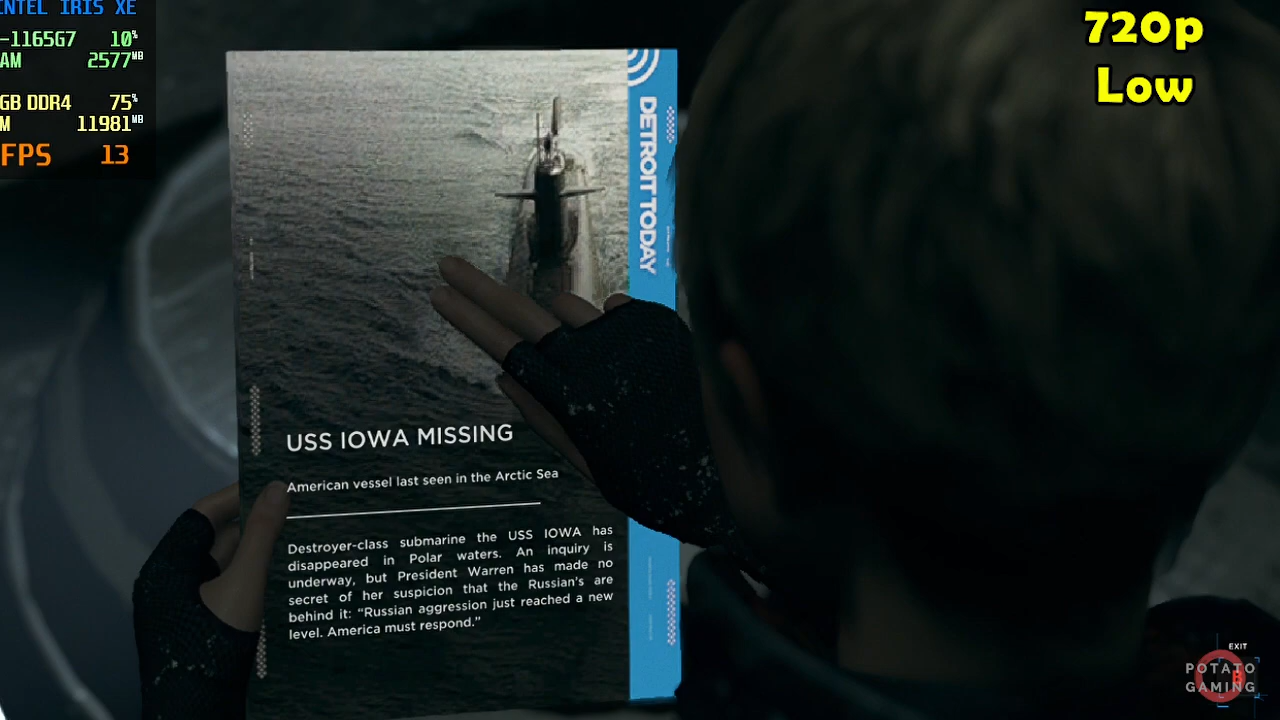 INTEL IRIS XE
-1165G7 10%
AM 2577MB
GB DDR4 75%
M 11981MB
FPS 13
720p
Low
DETROIT TODAY
USS IOWA MISSING
American vessel last seen in the Arctic Sea
Destroyer-class submarine the USS IOWA has
disappeared in Polar waters. An inquiry is
underway, but President Warren has made no
secret of her suspicion that the Russian's are
behind it: “Russian aggression just reached a new
level. America must respond.”
EXIT
POTATO
GAMING